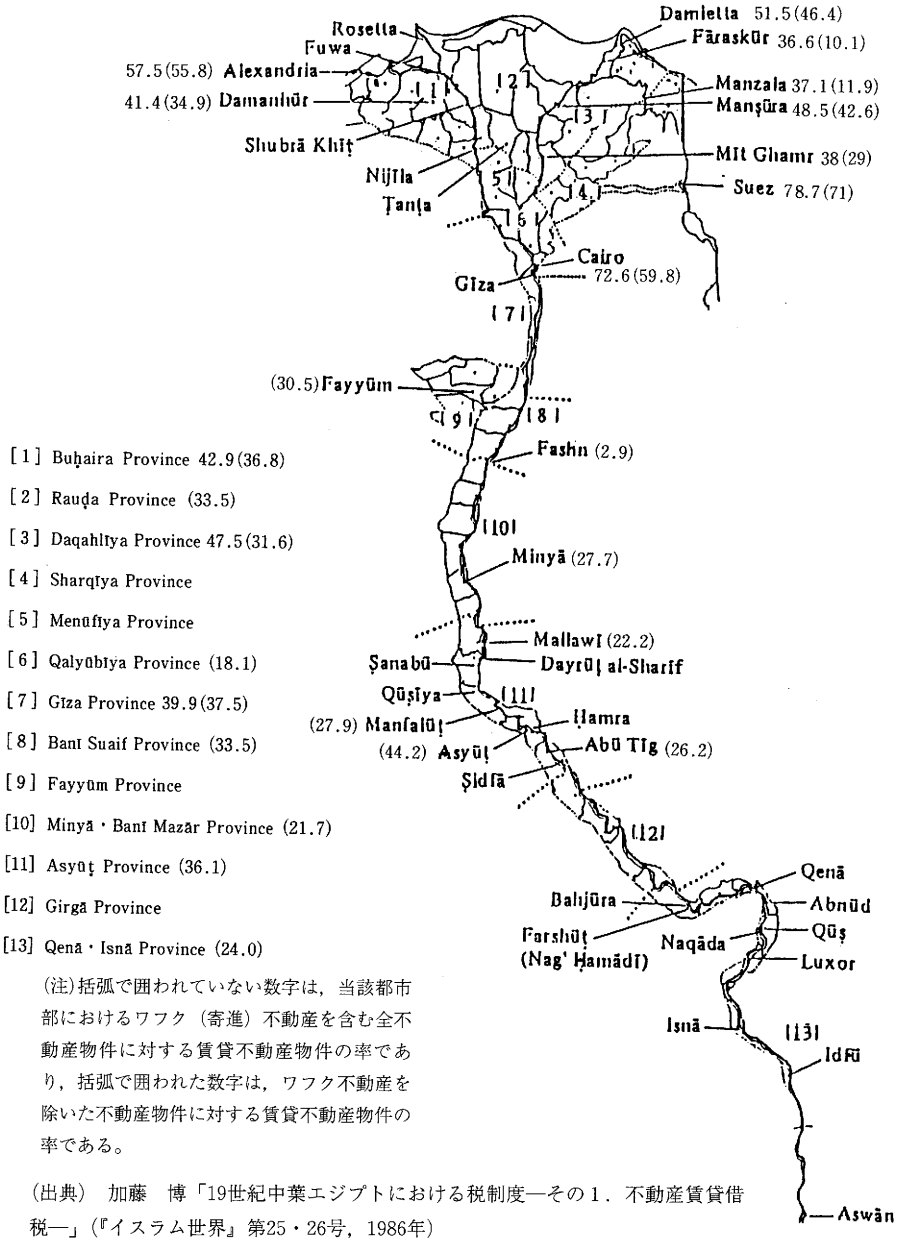 Rosetta
Fuwa
57.5(55.8) Alexandria
41.4(34.9) Damanhūr
Shubrā Khīṭ
Nijīla
Ṭanṭa
Damietta 51.5(46.4)
Fāraskūr 36.6(10.1)
Manzala 37.1(11.9)
Manṣūra 48.5(42.6)
Mīt Ghamr 38(29)
Suez 78.7(71)
[1]
[2]
[3]
[4]
[5]
[6]
Cairo
72.6(59.8)
Gīza
[7]
(30.5)Fayyūm
[8]
[9]
Fashn (2.9)
[10]
Minyā (27.7)
Mallawī (22.2)
Dayrūṭ al-Sharīf
Ṣanabū
Qūṣīya
[11]
(27.9) Manfalūṭ
Ḥamra
(44.2) Asyūṭ
Abū Tīg (26.2)
Ṣidfā
[12]
Qenā
Bahjūra
Abnūd
Farshūṭ
(Nag' Ḥamādī)
Naqāda
Qūṣ
Luxor
Isnā
[13]
Idfū
Aswān
[1] Buḥaira Province 42.9(36.8)
[2] Rauḍa Province (33.5)
[3] Daqahlīya Province 47.5(31.6)
[4] Sharqīya Province
[5] Menūfīya Province
[6] Qalyūbīya Province (18.1)
[7] Gīza Province 39.9(37.5)
[8] Banī Suaif Province (33.5)
[9] Fayyūm Province
[10] Minyā・Banī Mazār Province (21.7)
[11] Asyūṭ Province (36.1)
[12] Girgā Province
[13] Qenā・Isnā Province (24.0)
(注)括弧で囲われていない数字は，当該都市
部におけるワフク（寄進）不動産を含む全不
動産物件に対する賃貸不動産物件の率であ
り，括弧で囲われた数字は，ワフク不動産を
除いた不動産物件に対する賃貸不動産物件の
率である。
(出典) 加藤 博「19世紀中葉エジプトにおける税制度―その１．不動産賃貸借
税―」(『イスラム世界』第25・26号，1986年)